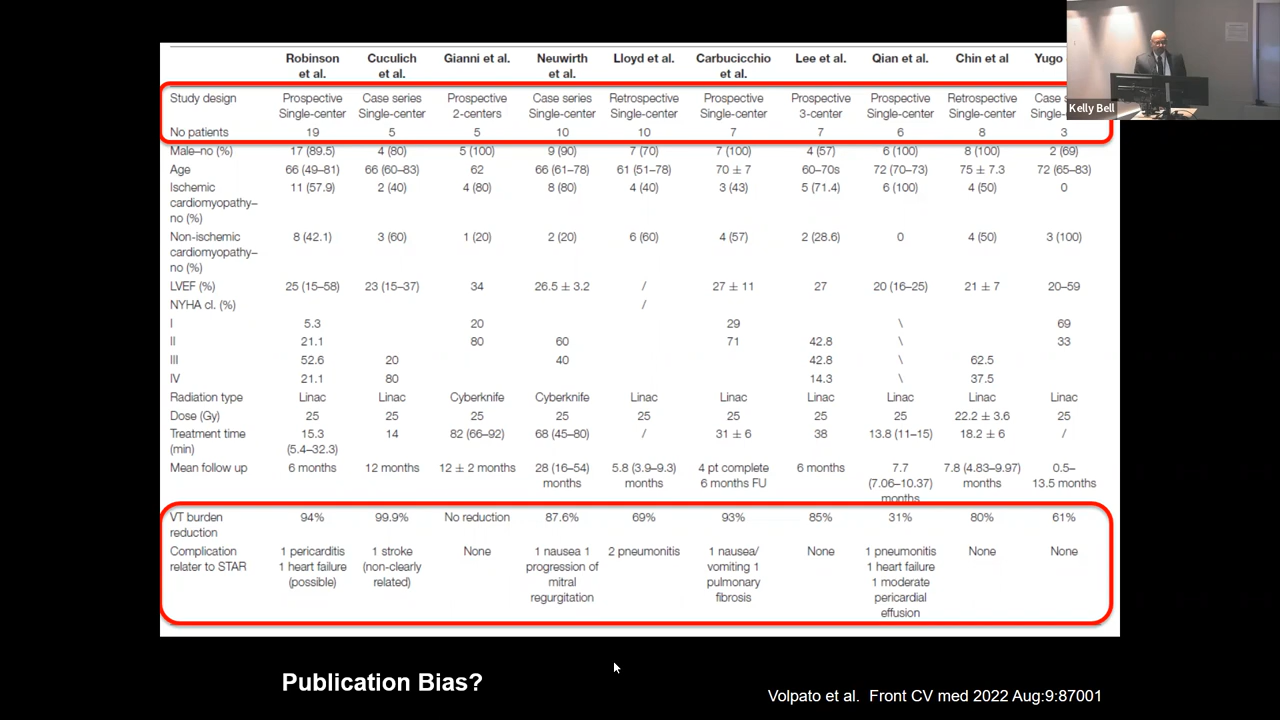 Robinson et al. Cuculich et al. Gianni et al. Neuwirth et al. Lloyd et al. Carbucicchio et al. Lee et al. Qian et al. Chin et al Yugo
Study design Prospective Single-center Case series Single-center Prospective 2-centers Case series Single-center Retrospective Single-center Prospective Single-center Prospective 3-center Prospective Single-center Retrospective Single-center Case
Kelly Bell
No patients 19 5 5 10 10 7 7 6 8 3
Male–no (%) 17 (89.5) 4 (80) 5 (100) 9 (90) 7 (70) 7 (100) 4 (57) 6 (100) 8 (100) 2 (69)
Age 66 (49–81) 66 (60–83) 62 66 (61–78) 61 (51–78) 70 ± 7 60–70s 72 (70–73) 75 ± 7.3 72 (65–83)
Ischemic cardiomyopathy–no (%) 11 (57.9) 2 (40) 4 (80) 8 (80) 4 (40) 3 (43) 5 (71.4) 6 (100) 4 (50) 0
Non-ischemic cardiomyopathy–no (%) 8 (42.1) 3 (60) 1 (20) 2 (20) 6 (60) 4 (57) 2 (28.6) 0 4 (50) 3 (100)
LVEF (%) 25 (15–58) 23 (15–37) 34 26.5 ± 3.2 / 27 ± 11 27 20 (16–25) 21 ± 7 20–59
NYHA cl. (%) /
I 5.3 20 29 \ 69
II 21.1 80 60 71 42.8 \ 33
III 52.6 20 40 42.8 \ 62.5
IV 21.1 80 14.3 \ 37.5
Radiation type Linac Linac Cyberknife Cyberknife Linac Linac Linac Linac Linac Linac
Dose (Gy) 25 25 25 25 25 25 25 25 22.2 ± 3.6 25
Treatment time (min) 15.3 (5.4–32.3) 14 82 (66–92) 68 (45–80) / 31 ± 6 38 13.8 (11–15) 18.2 ± 6 /
Mean follow up 6 months 12 months 12 ± 2 months 28 (16–54) months 5.8 (3.9–9.3) months 4 pt complete 6 months FU 6 months 7.7 (7.06–10.37) months 7.8 (4.83–9.97) months 0.5–13.5 months
VT burden reduction 94% 99.9% No reduction 87.6% 69% 93% 85% 31% 80% 61%
Complication relater to STAR 1 pericarditis 1 heart failure (possible) 1 stroke (non-clearly related) None 1 nausea 1 progression of mitral regurgitation 2 pneumonitis 1 nausea/vomiting 1 pulmonary fibrosis None 1 pneumonitis 1 heart failure 1 moderate pericardial effusion None None
Publication Bias?
Volpato et al. Front CV med 2022 Aug:9:87001